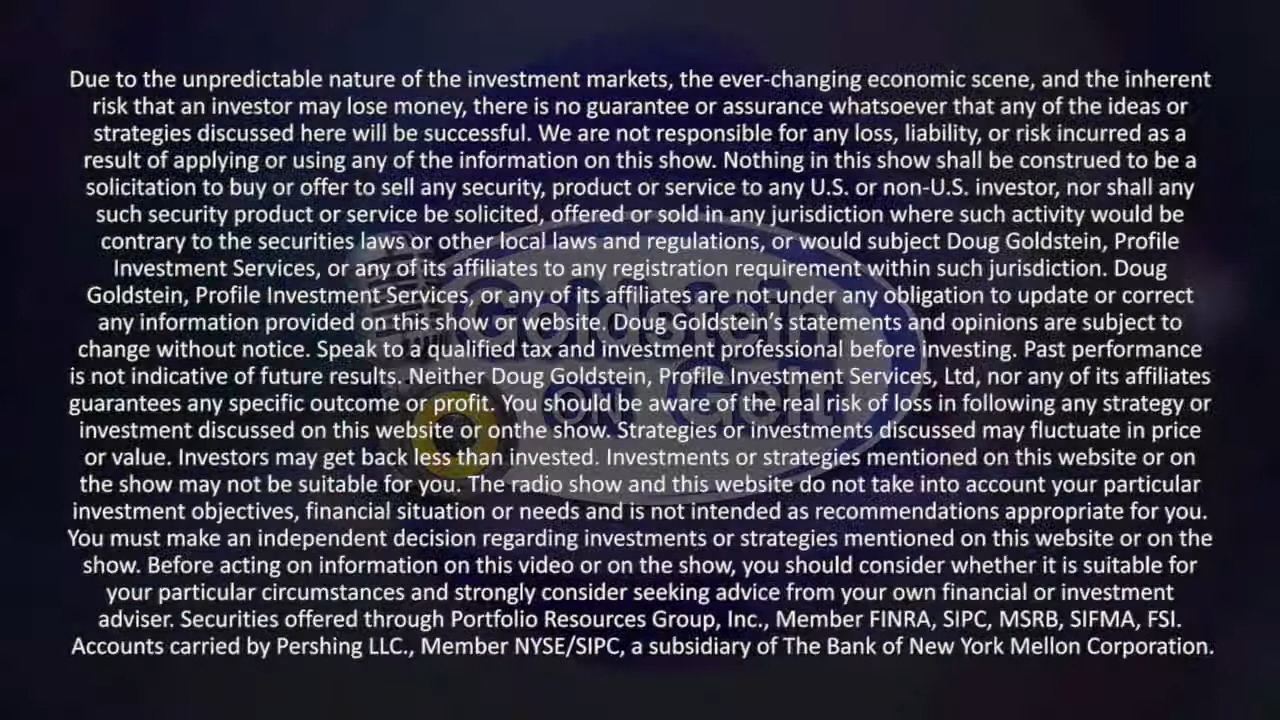 Due to the unpredictable nature of the investment markets, the ever-changing economic scene, and the inherent
risk that an investor may lose money, there is no guarantee or assurance whatsoever that any of the ideas or
strategies discussed here will be successful. We are not responsible for any loss, liability, or risk incurred as a
result of applying or using any of the information on this show. Nothing in this show shall be construed to be a
solicitation to buy or offer to sell any security, product or service to any U.S. or non-U.S. investor, nor shall any
such security product or service be solicited, offered or sold in any jurisdiction where such activity would be
contrary to the securities laws or other local laws and regulations, or would subject Doug Goldstein, Profile
Investment Services, or any of its affiliates to any registration requirement within such jurisdiction. Doug
Goldstein, Profile Investment Services, or any of its affiliates are not under any obligation to update or correct
any information provided on this show or website. Doug Goldstein’s statements and opinions are subject to
change without notice. Speak to a qualified tax and investment professional before investing. Past performance
is not indicative of future results. Neither Doug Goldstein, Profile Investment Services, Ltd, nor any of its affiliates
guarantees any specific outcome or profit. You should be aware of the real risk of loss in following any strategy or
investment discussed on this website or onthe show. Strategies or investments discussed may fluctuate in price
or value. Investors may get back less than invested. Investments or strategies mentioned on this website or on
the show may not be suitable for you. The radio show and this website do not take into account your particular
investment objectives, financial situation or needs and is not intended as recommendations appropriate for you.
You must make an independent decision regarding investments or strategies mentioned on this website or on the
show. Before acting on information on this video or on the show, you should consider whether it is suitable for
your particular circumstances and strongly consider seeking advice from your own financial or investment
adviser. Securities offered through Portfolio Resources Group, Inc., Member FINRA, SIPC, MSRB, SIFMA, FSI.
Accounts carried by Pershing LLC., Member NYSE/SIPC, a subsidiary of The Bank of New York Mellon Corporation.
Goldstein
on Gelt